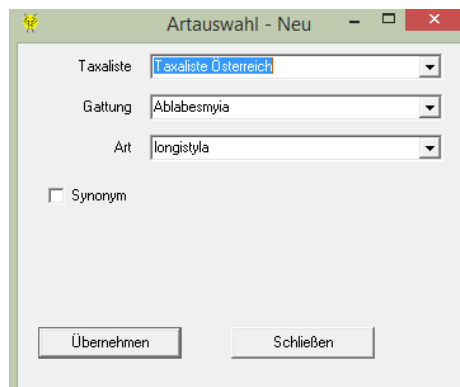 Artauswahl - Neu
Taxaliste Taxaliste Österreich
Gattung Ablabesmyia
Art longistyla
Synonym
Übernehmen Schließen